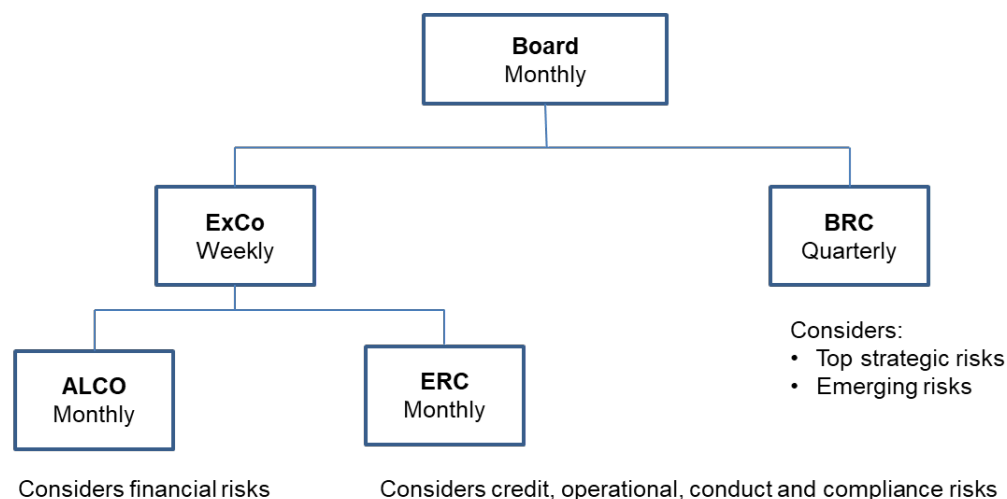 Board
Monthly
ExCo
Weekly
BRC
Quarterly
Considers:
• Top strategic risks
• Emerging risks
ALCO
Monthly
ERC
Monthly
Considers financial risks
Considers credit, operational, conduct and compliance risks